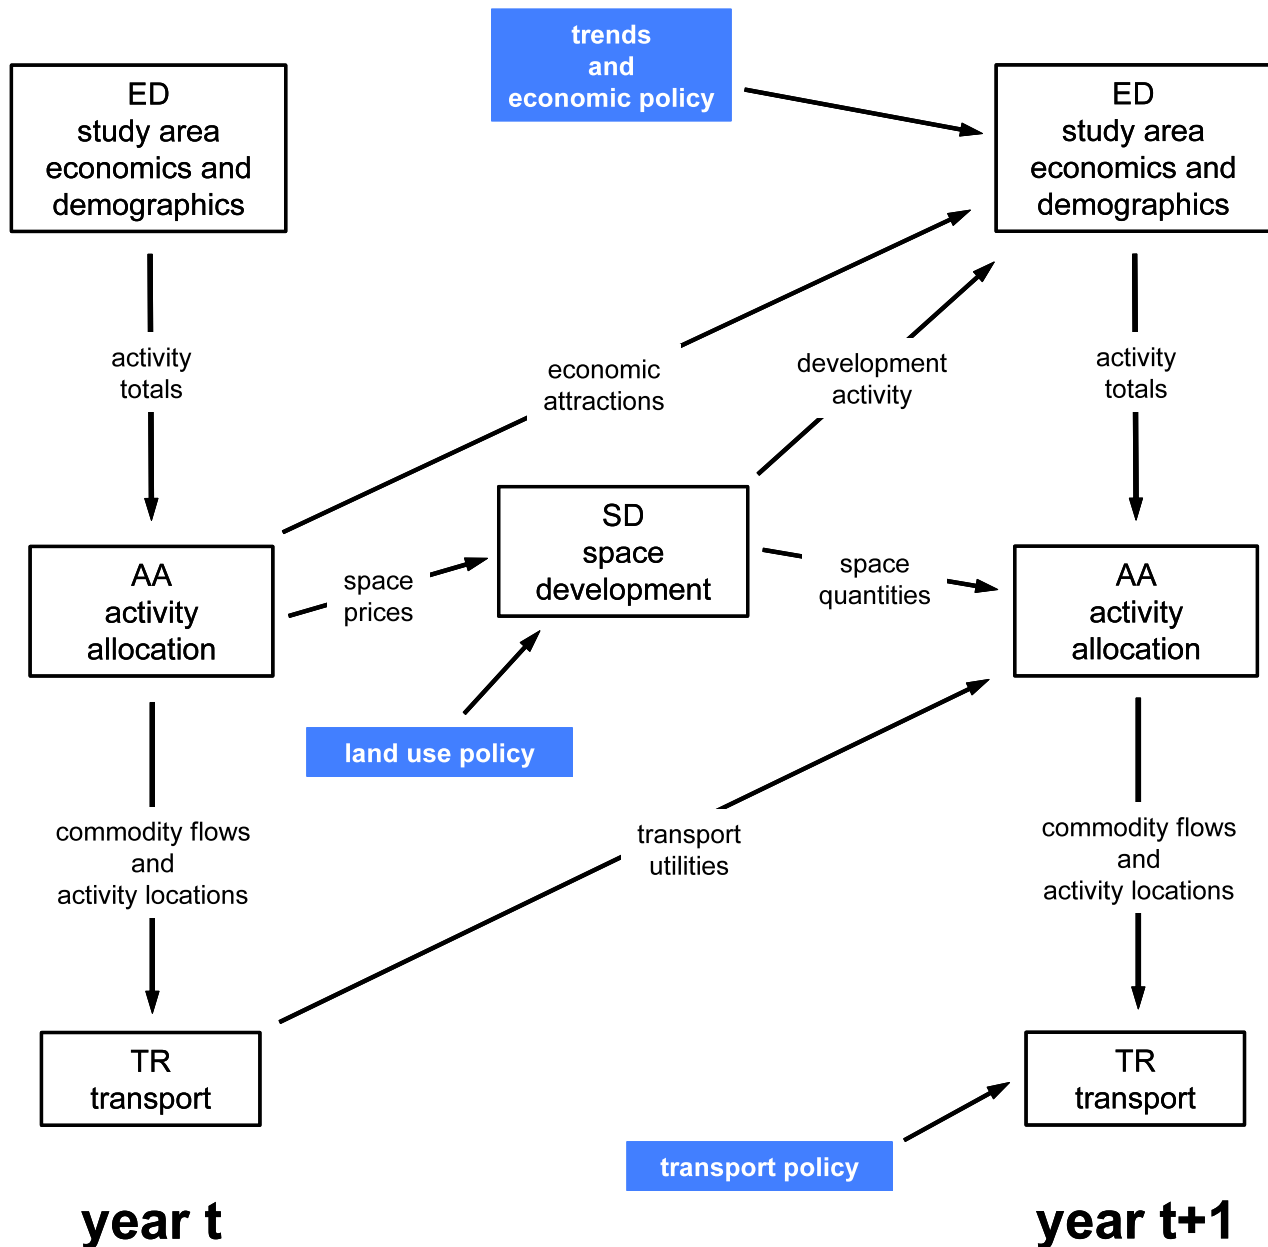 trends
and
economic policy
ED
study area
economics and
demographics
ED
study area
economics and
demographics
activity
totals
economic
attractions
development
activity
activity
totals
SD
space
development
AA
activity
allocation
space
prices
space
quantities
AA
activity
allocation
land use policy
commodity flows
and
activity locations
transport
utilities
commodity flows
and
activity locations
TR
transport
TR
transport
transport policy
year t
year t+1